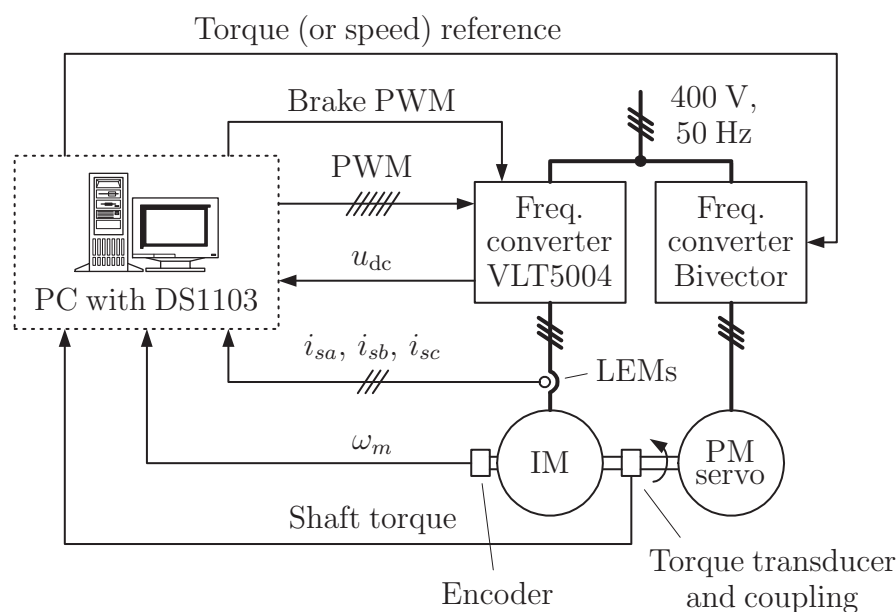 Torque (or speed) reference
Brake PWM
400 V,
50 Hz
PWM
Freq.
converter
VLT5004
Freq.
converter
Bivector
u_dc
PC with DS1103
i_sa, i_sb, i_sc
LEMs
ω_m
IM
PM
servo
Shaft torque
Encoder
Torque transducer
and coupling